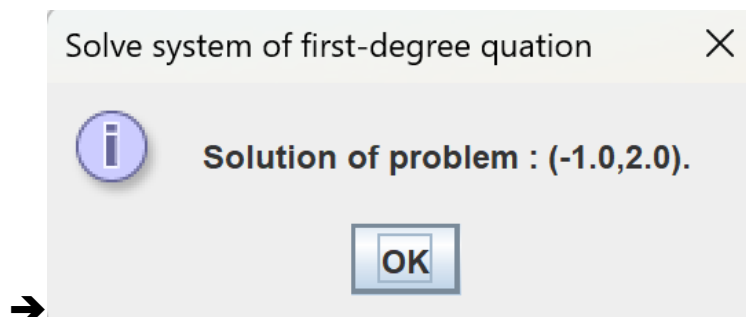 Solve system of first-degree quation
Solution of problem : (-1.0,2.0).
OK